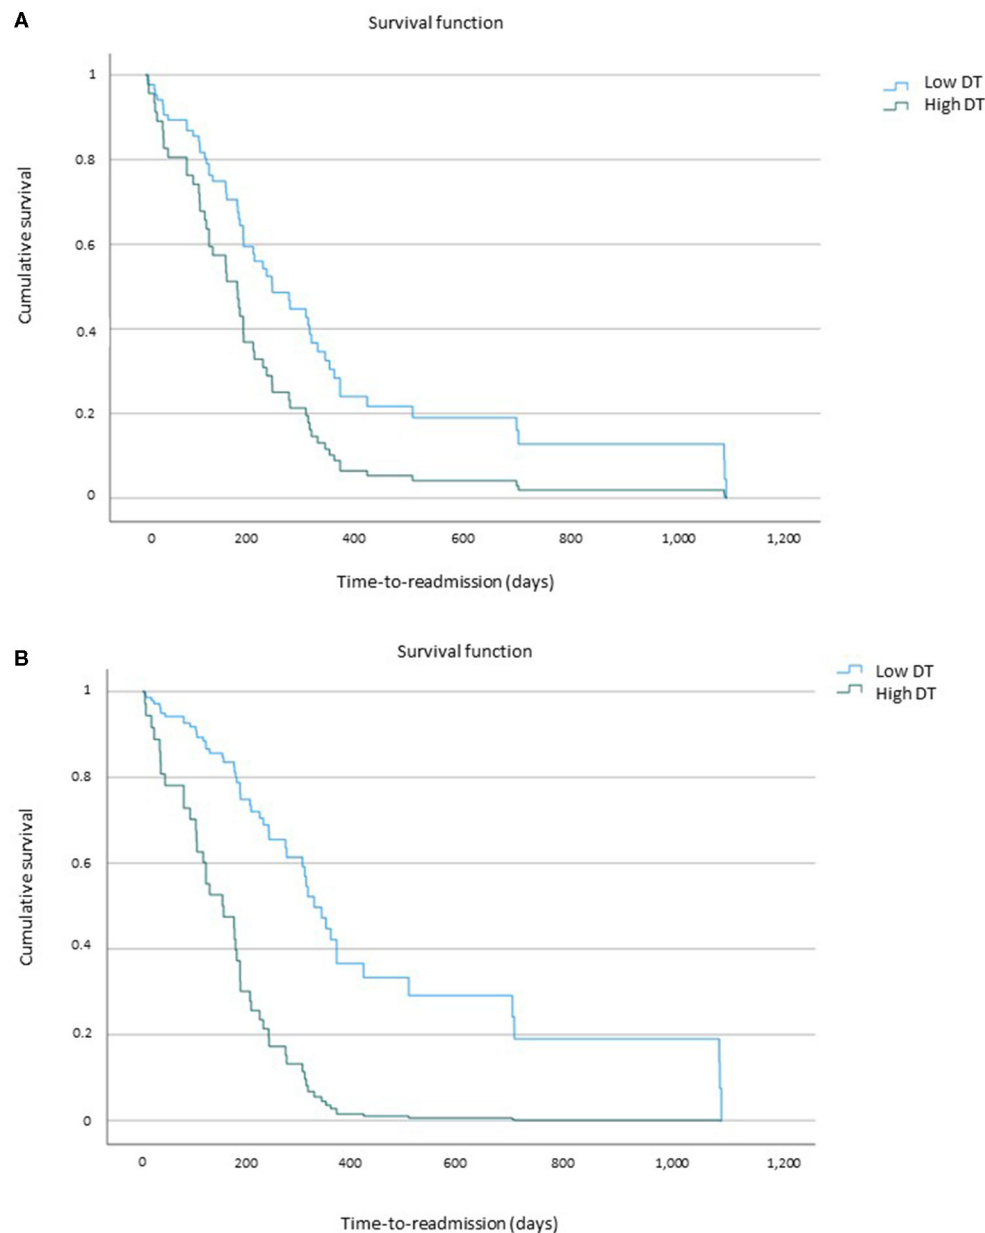 A
Survival function
Low DT
High DT
1
0.8
0.6
0.4
0.2
0
Cumulative survival
0 200 400 600 800 1,000 1,200
Time-to-readmission (days)
B
Survival function
Low DT
High DT
1
0.8
0.6
0.4
0.2
0
Cumulative survival
0 200 400 600 800 1,000 1,200
Time-to-readmission (days)